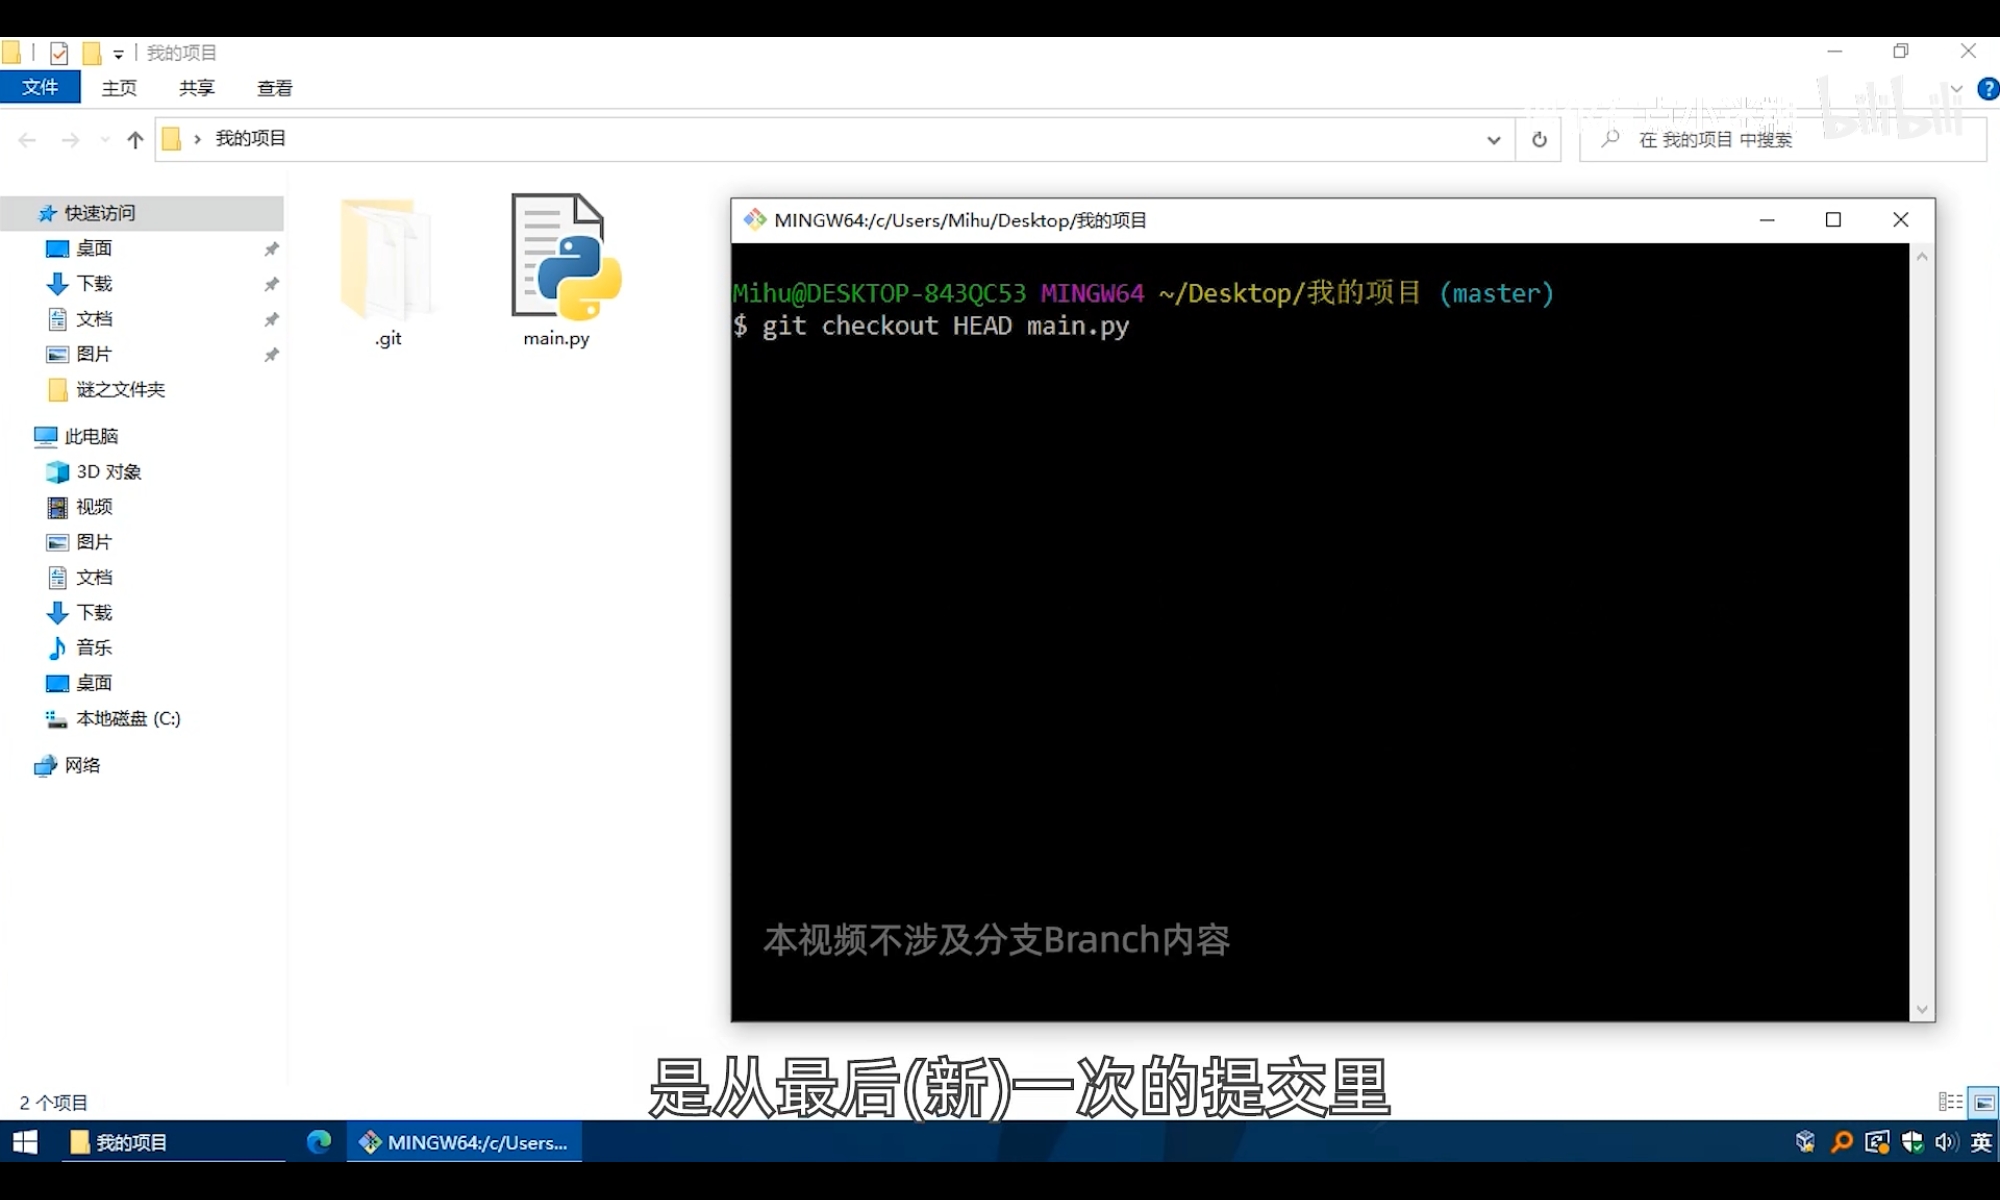 我的项目
文件 主页 共享 查看
bilibili
我的项目
在 我的项目 中搜索
快速访问
桌面
下载
文档
图片
谜之文件夹
此电脑
3D 对象
视频
图片
文档
下载
音乐
桌面
本地磁盘 (C:)
网络
.git
main.py
MINGW64:/c/Users/Mihu/Desktop/我的项目
Mihu@DESKTOP-843QC53 MINGW64 ~/Desktop/我的项目 (master)
$ git checkout HEAD main.py
本视频不涉及分支Branch内容
是从最后(新)一次的提交里
2 个项目
我的项目
MINGW64:/c/Users...
英